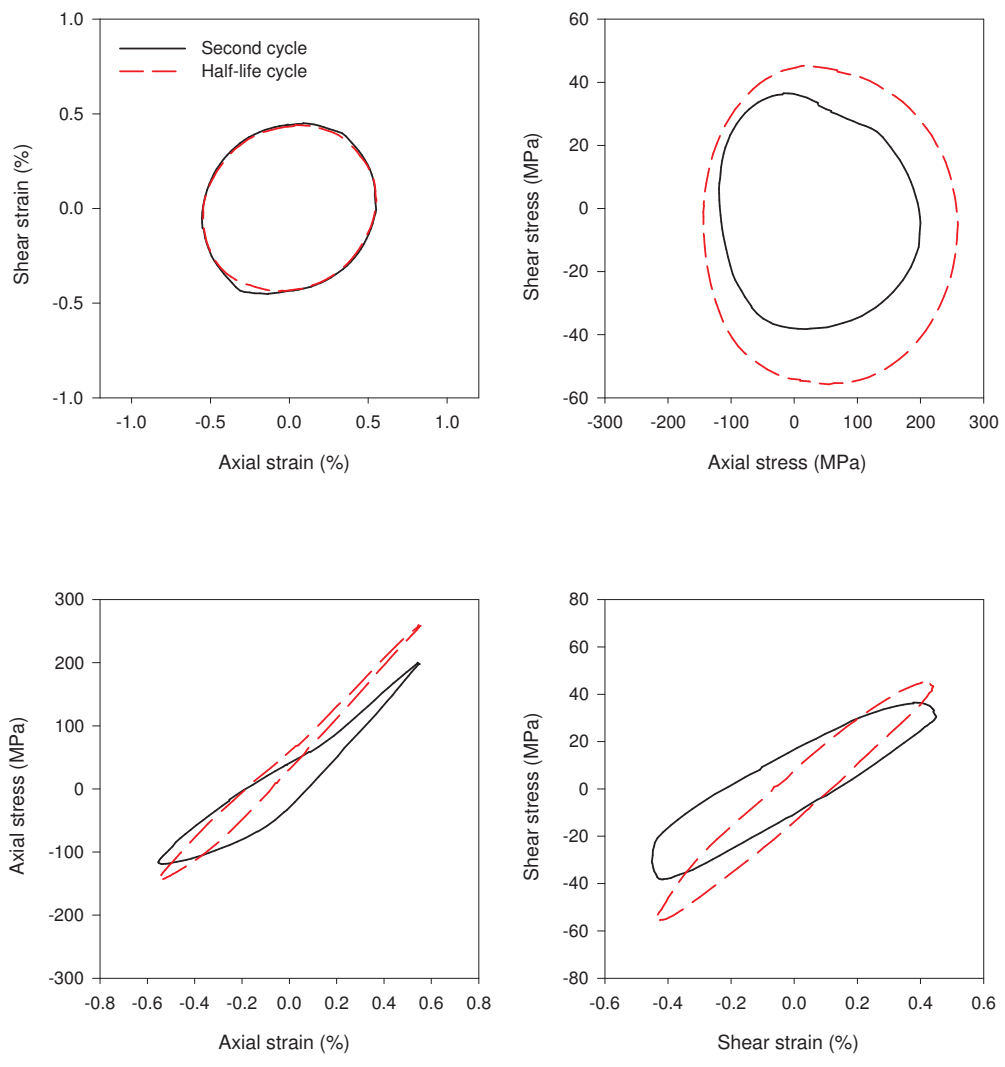 1.0
0.5
0.0
-0.5
-1.0
Shear strain (%)
Second cycle
Half-life cycle
-1.0 -0.5 0.0 0.5 1.0
Axial strain (%)
60
40
20
0
-20
-40
-60
Shear stress (MPa)
-300 -200 -100 0 100 200 300
Axial stress (MPa)
300
200
100
0
-100
-200
-300
Axial stress (MPa)
-0.8 -0.6 -0.4 -0.2 0.0 0.2 0.4 0.6 0.8
Axial strain (%)
80
60
40
20
0
-20
-40
-60
-80
Shear stress (MPa)
-0.6 -0.4 -0.2 0.0 0.2 0.4 0.6
Shear strain (%)